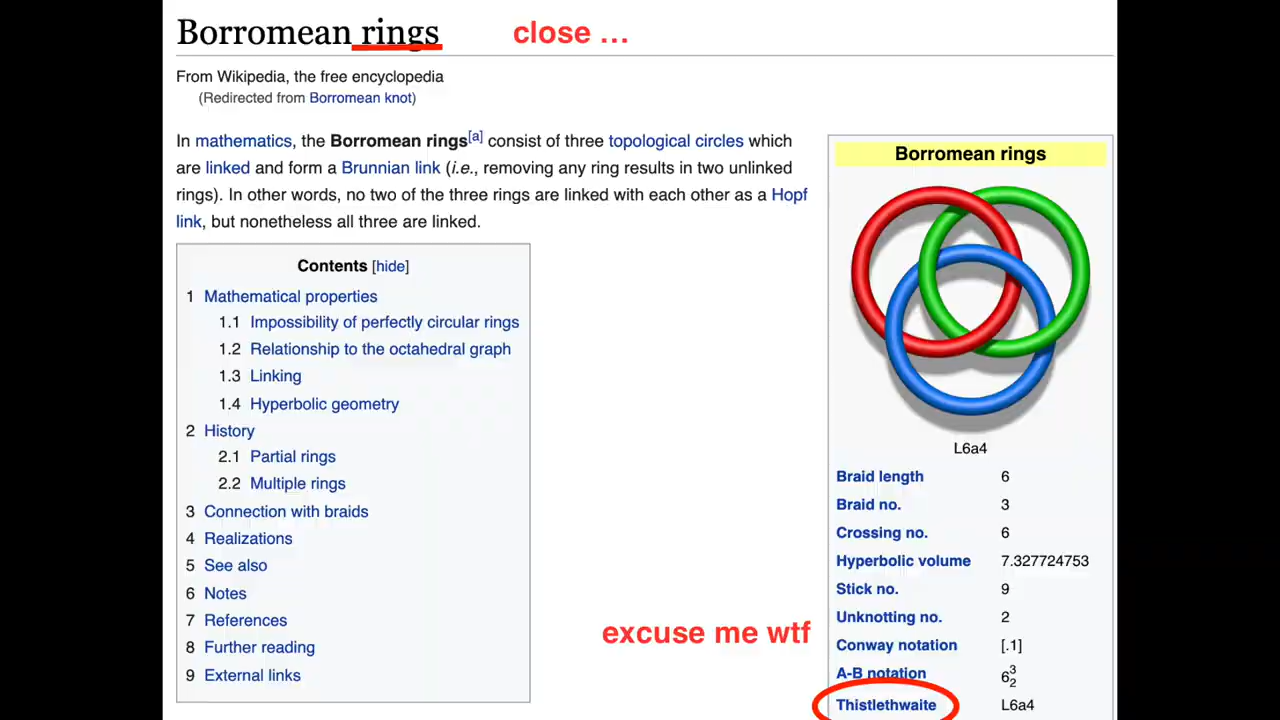 Borromean rings
close …
From Wikipedia, the free encyclopedia
(Redirected from Borromean knot)
In mathematics, the Borromean rings[a] consist of three topological circles which
are linked and form a Brunnian link (i.e., removing any ring results in two unlinked
rings). In other words, no two of the three rings are linked with each other as a Hopf
link, but nonetheless all three are linked.
Contents [hide]
1 Mathematical properties
1.1 Impossibility of perfectly circular rings
1.2 Relationship to the octahedral graph
1.3 Linking
1.4 Hyperbolic geometry
2 History
2.1 Partial rings
2.2 Multiple rings
3 Connection with braids
4 Realizations
5 See also
6 Notes
7 References
8 Further reading
9 External links
excuse me wtf
Borromean rings
L6a4
Braid length 6
Braid no. 3
Crossing no. 6
Hyperbolic volume 7.327724753
Stick no. 9
Unknotting no. 2
Conway notation [.1]
A-B notation 6³₂
Thistlethwaite L6a4